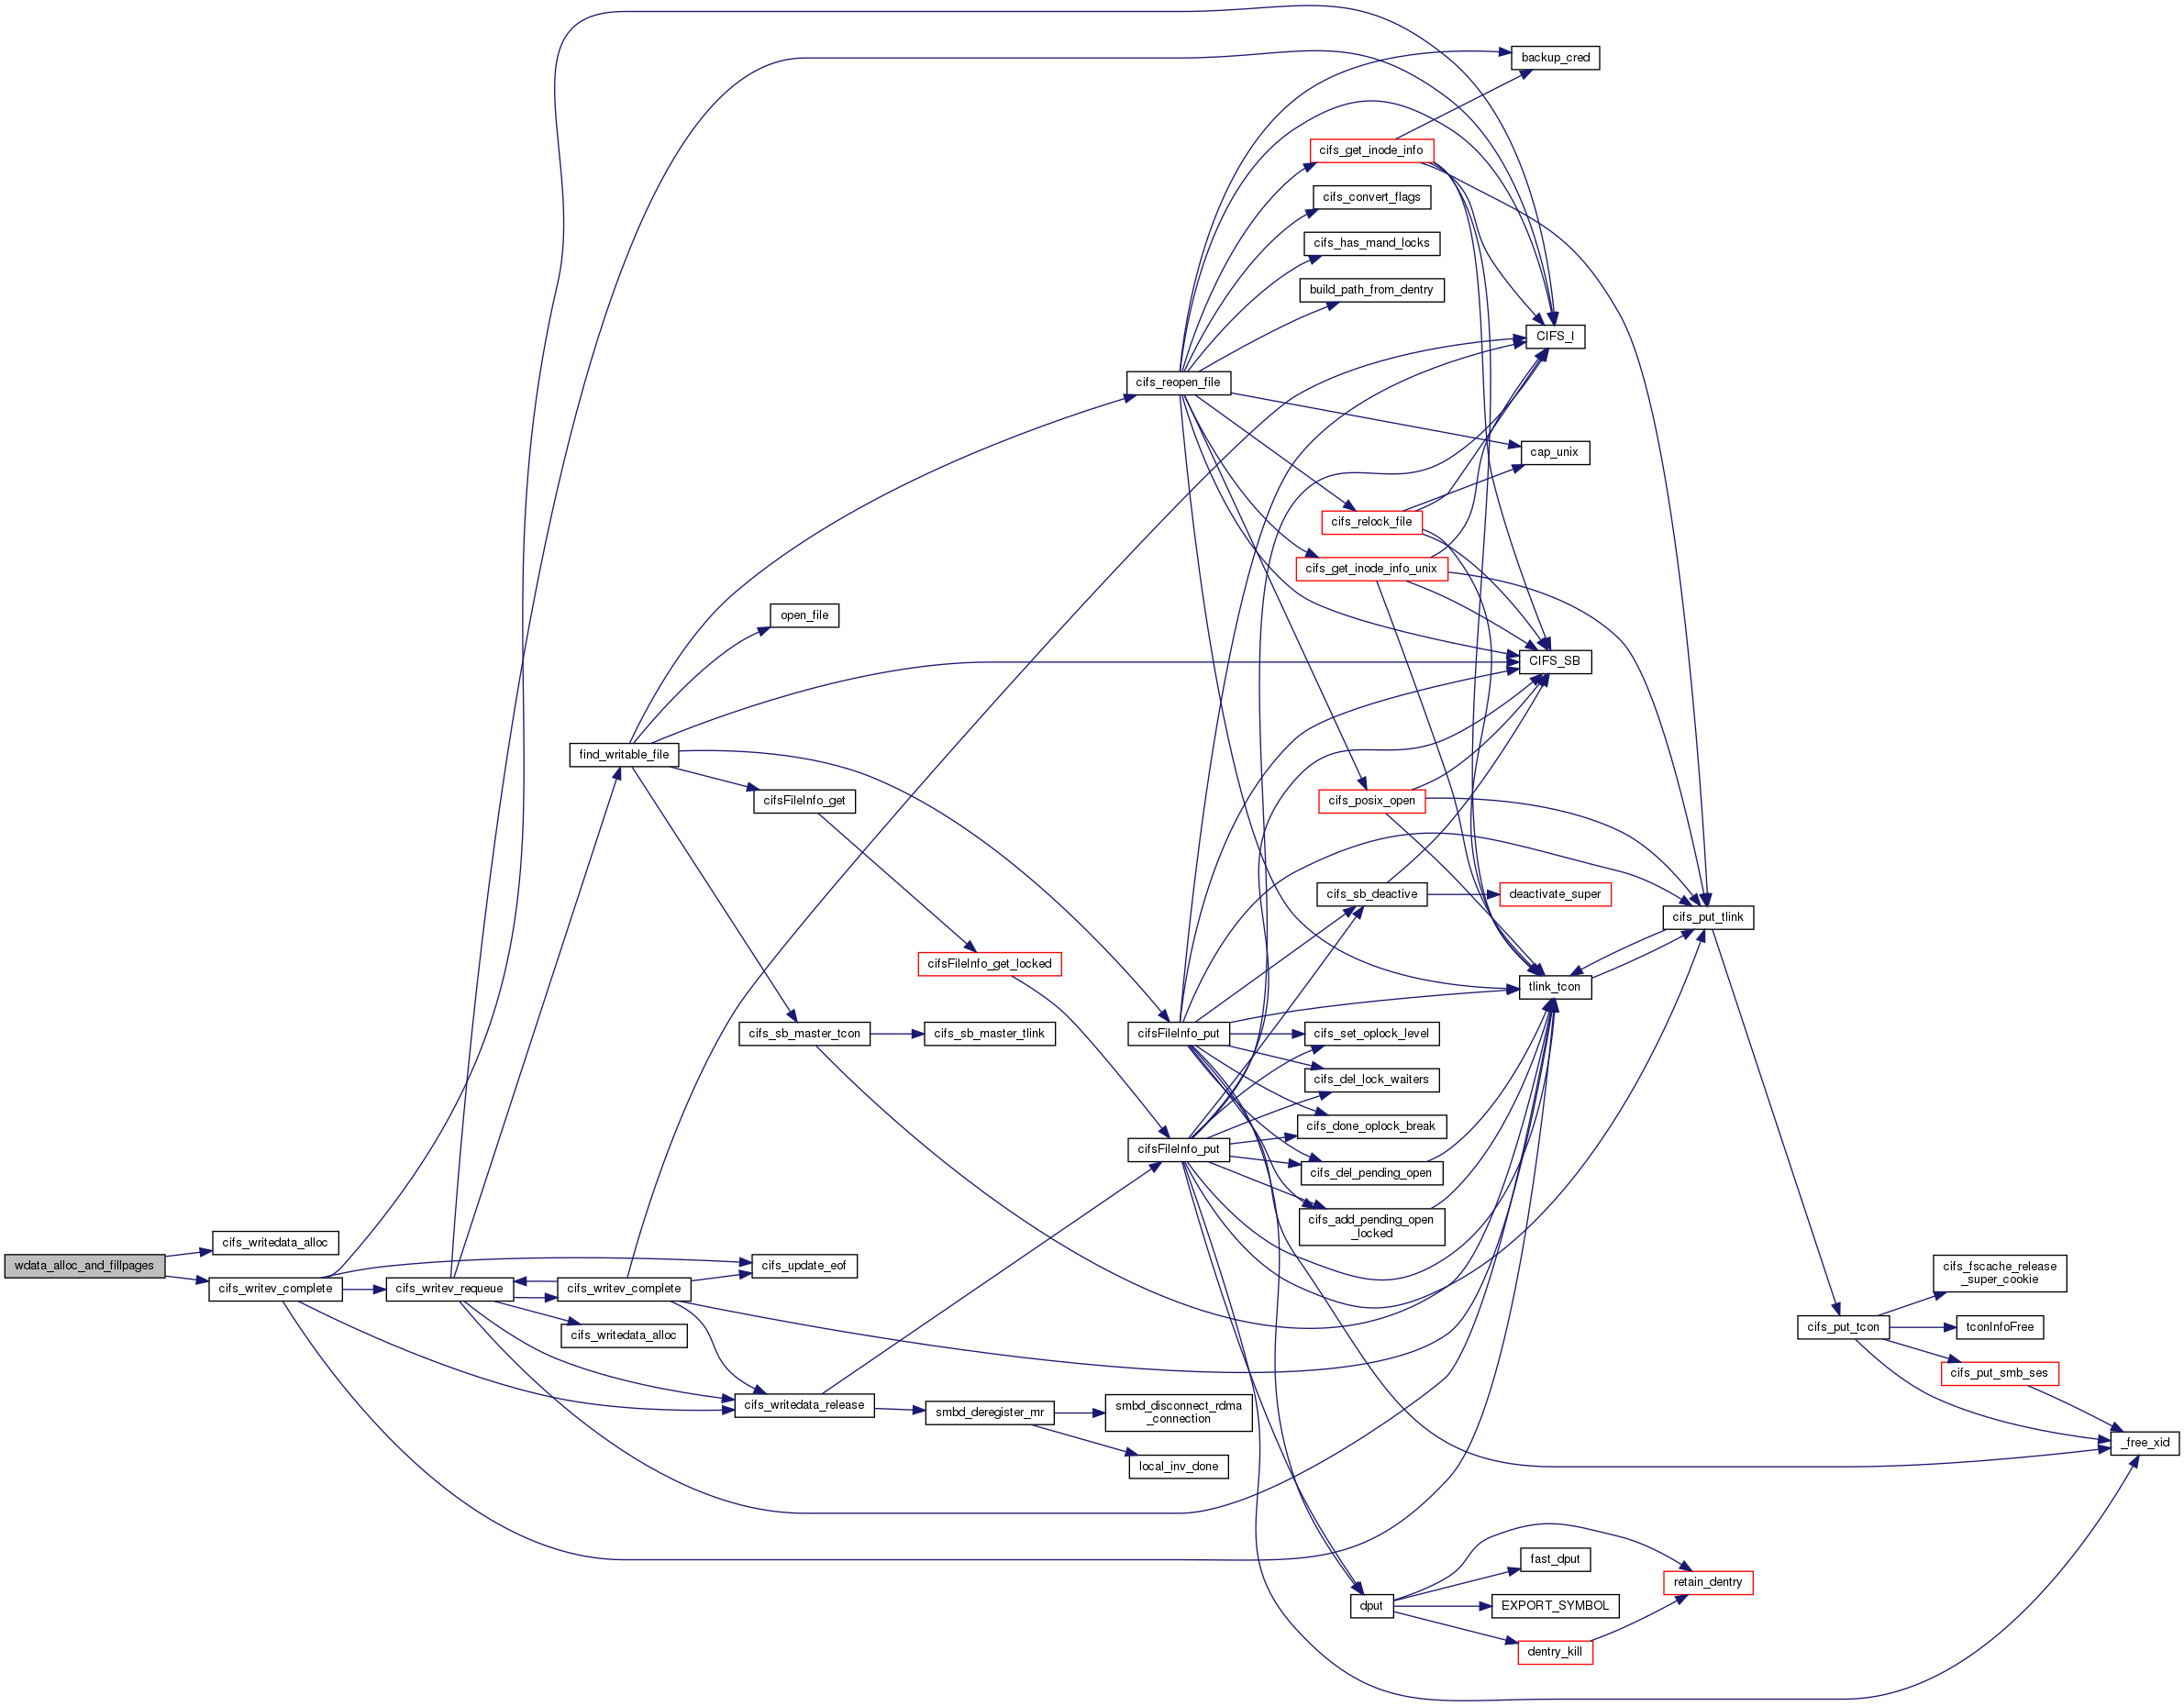 backup_cred
cifs_get_inode_info
cifs_convert_flags
cifs_has_mand_locks
build_path_from_dentry
CIFS_I
cifs_reopen_file
cap_unix
cifs_relock_file
cifs_get_inode_info_unix
open_file
CIFS_SB
find_writable_file
cifsFileInfo_get
cifs_posix_open
cifs_sb_deactive
deactivate_super
cifs_put_tlink
cifsFileInfo_get_locked
tlink_tcon
cifs_sb_master_tcon
cifs_sb_master_tlink
cifsFileInfo_put
cifs_set_oplock_level
cifs_del_lock_waiters
cifs_done_oplock_break
cifsFileInfo_put
cifs_del_pending_open
cifs_add_pending_open
_locked
cifs_writedata_alloc
wdata_alloc_and_fillpages
cifs_writev_complete
cifs_writev_requeue
cifs_writev_complete
cifs_update_eof
cifs_fscache_release
_super_cookie
cifs_writedata_alloc
cifs_put_tcon
tconInfoFree
cifs_put_smb_ses
cifs_writedata_release
smbd_deregister_mr
smbd_disconnect_rdma
_connection
_free_xid
local_inv_done
fast_dput
retain_dentry
dput
EXPORT_SYMBOL
dentry_kill